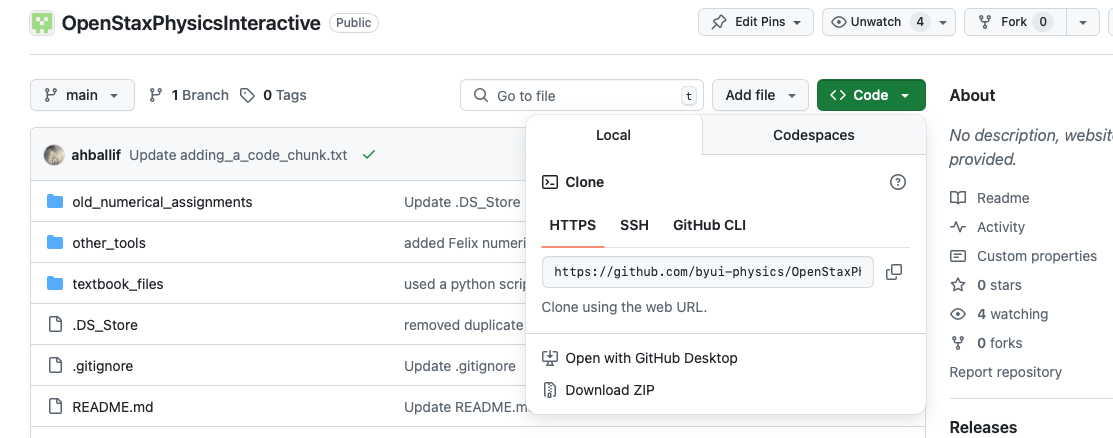 OpenStaxPhysicsInteractive Public Edit Pins Unwatch 4 Fork 0
main 1 Branch 0 Tags Go to file t Add file Code
ahballif Update adding_a_code_chunk.txt
old_numerical_assignments Update .DS_Store
other_tools added Felix numeri
textbook_files used a python scrip
.DS_Store removed duplicate
.gitignore Update .gitignore
README.md Update README.m
Local Codespaces
Clone
HTTPS SSH GitHub CLI
https://github.com/byui-physics/OpenStaxPh
Clone using the web URL.
Open with GitHub Desktop
Download ZIP
About
No description, website
provided.
Readme
Activity
Custom properties
0 stars
4 watching
0 forks
Report repository
Releases